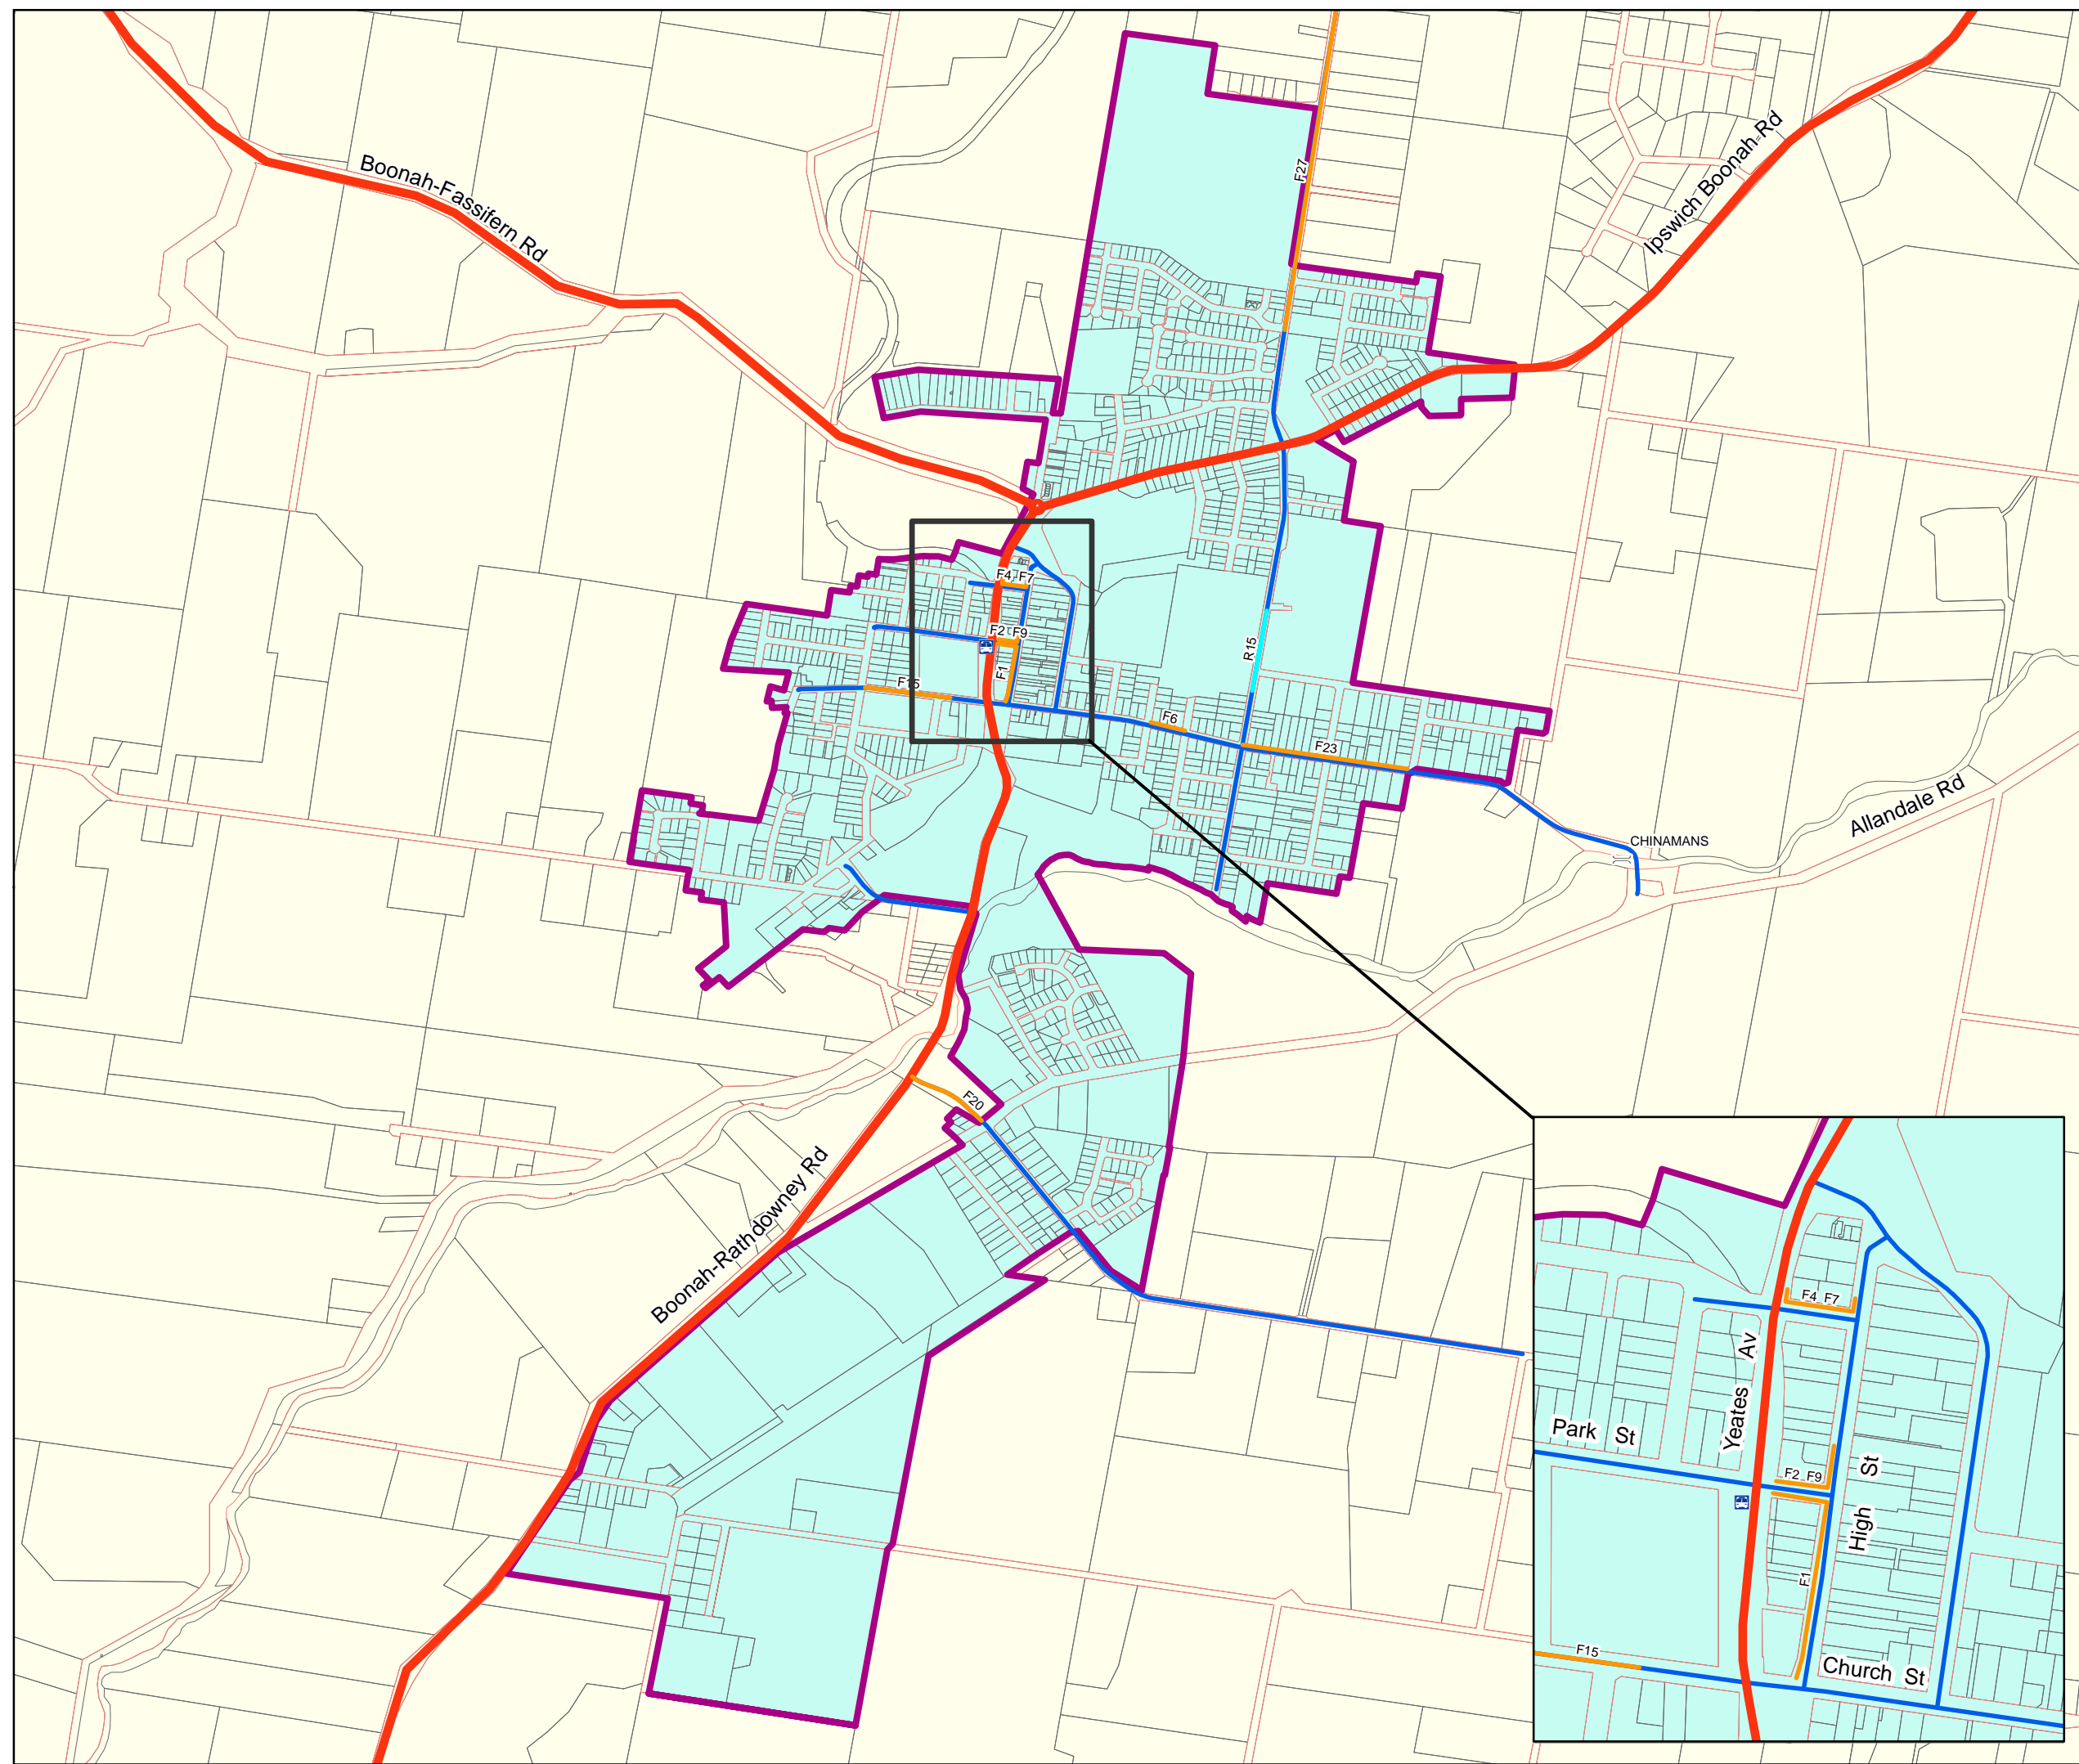 F27
Ipswich Boonah Rd
Boonah-Fassifern Rd
F4 F7
F2 F9
F1
R15
F15
F6
F23
CHINAMANS
Allandale Rd
F20
Boonah-Rathdowney Rd
F4 F7
Yeates Av
Park St
F2 F9
High St
F1
F15
Church St